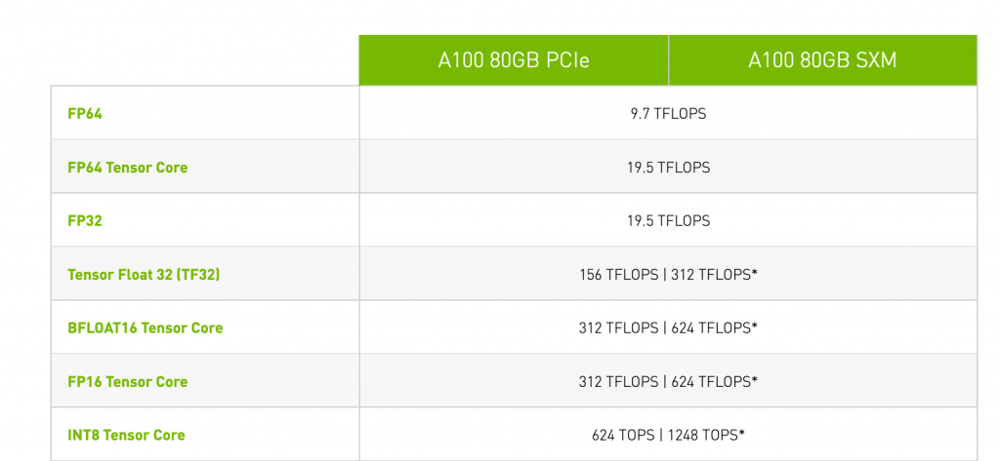 A100 80GB PCIe A100 80GB SXM
FP64 9.7 TFLOPS
FP64 Tensor Core 19.5 TFLOPS
FP32 19.5 TFLOPS
Tensor Float 32 (TF32) 156 TFLOPS | 312 TFLOPS*
BFLOAT16 Tensor Core 312 TFLOPS | 624 TFLOPS*
FP16 Tensor Core 312 TFLOPS | 624 TFLOPS*
INT8 Tensor Core 624 TOPS | 1248 TOPS*